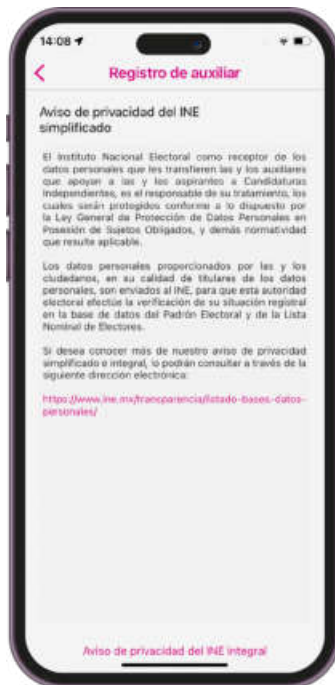 14:08
Registro de auxiliar
Aviso de privacidad del INE
simplificado
El Instituto Nacional Electoral como receptor de los
datos personales que les transfieren las y los auxiliares
que apoyan a las y los aspirantes a Candidaturas
Independientes, es el responsable de su tratamiento, los
cuales serán protegidos conforme a lo dispuesto por
la Ley General de Protección de Datos Personales en
Posesión de Sujetos Obligados, y demás normatividad
que resulte aplicable.
Los datos personales proporcionados por las y los
ciudadanos, en su calidad de titulares de los datos
personales, son enviados al INE, para que esta autoridad
electoral efectúe la verificación de su situación registral
en la base de datos del Padrón Electoral y de la Lista
Nominal de Electores.
Si desea conocer más de nuestro aviso de privacidad
simplificado e integral, lo podrán consultar a través de la
siguiente dirección electrónica:
https://www.ine.mx/transparencia/listado-bases-datos-
personales/
Aviso de privacidad del INE integral